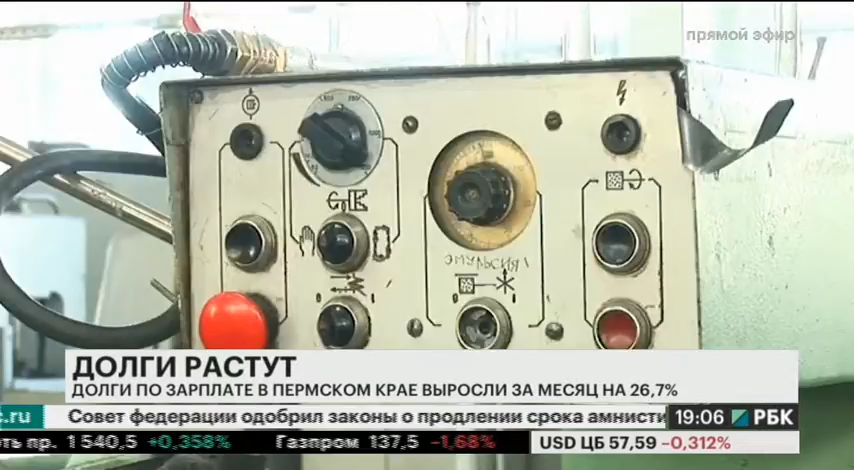 прямой эфир
ЭМУЛЬСИЯ
ДОЛГИ РАСТУТ
ДОЛГИ ПО ЗАРПЛАТЕ В ПЕРМСКОМ КРАЕ ВЫРОСЛИ ЗА МЕСЯЦ НА 26,7%
c.ru Совет федерации одобрил законы о продлении срока амнисти 19:06 РБК
ть пр. 1 540,5 +0,358% Газпром 137,5 -1,68% USD ЦБ 57,59 -0,312%